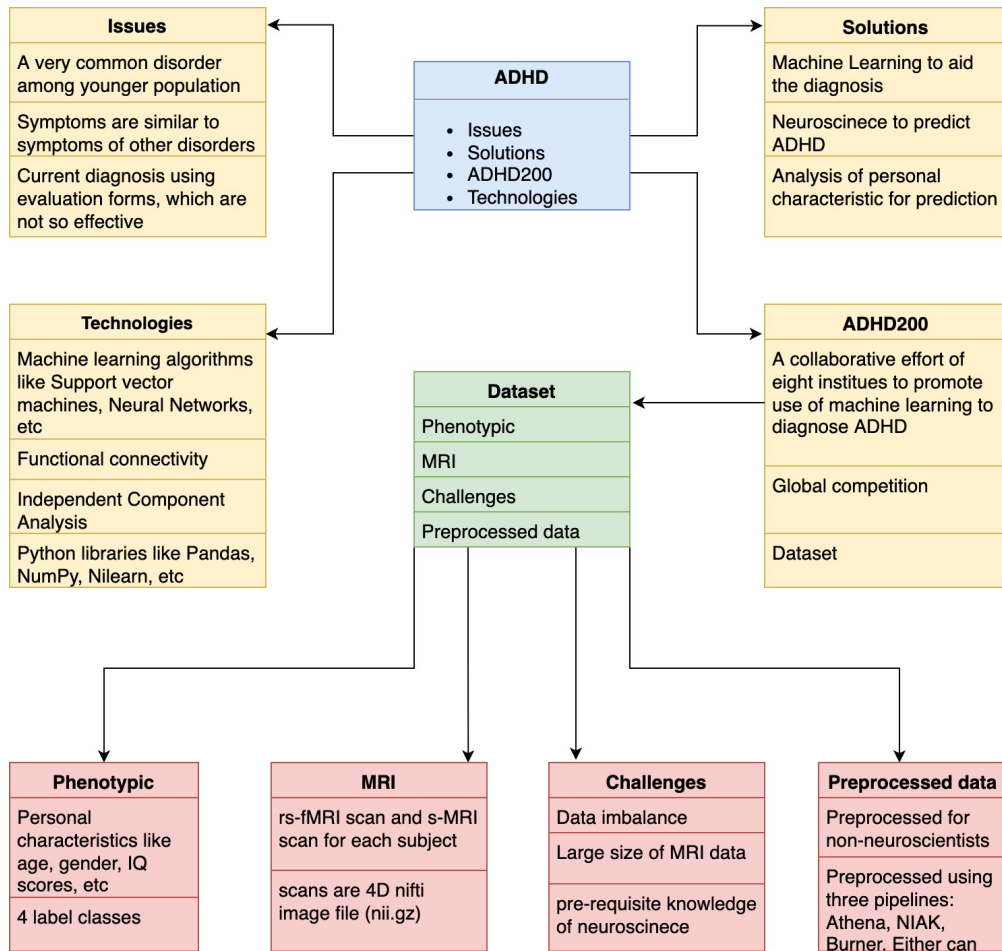 Issues
A very common disorder
among younger population
Symptoms are similar to
symptoms of other disorders
Current diagnosis using
evaluation forms, which are
not so effective
ADHD
• Issues
• Solutions
• ADHD200
• Technologies
Solutions
Machine Learning to aid
the diagnosis
Neuroscinece to predict
ADHD
Analysis of personal
characteristic for prediction
Technologies
Machine learning algorithms
like Support vector
machines, Neural Networks,
etc
Functional connectivity
Independent Component
Analysis
Python libraries like Pandas,
NumPy, Nilearn, etc
Dataset
Phenotypic
MRI
Challenges
Preprocessed data
ADHD200
A collaborative effort of
eight institues to promote
use of machine learning to
diagnose ADHD
Global competition
Dataset
Phenotypic
Personal
characteristics like
age, gender, IQ
scores, etc
4 label classes
MRI
rs-fMRI scan and s-MRI
scan for each subject
scans are 4D nifti
image file (nii.gz)
Challenges
Data imbalance
Large size of MRI data
pre-requisite knowledge
of neuroscinece
Preprocessed data
Preprocessed for
non-neuroscientists
Preprocessed using
three pipelines:
Athena, NIAK,
Burner. Either can